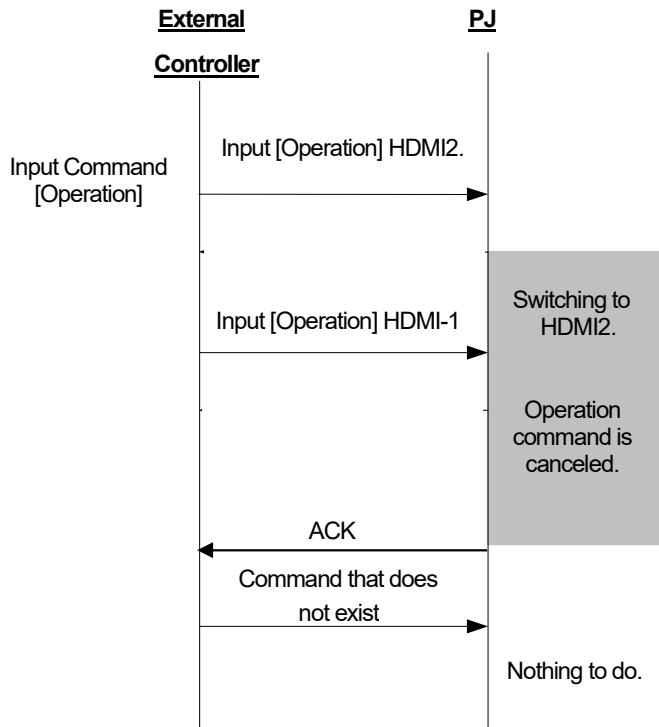 External
Controller
PJ
Input Command
[Operation]
Input [Operation] HDMI2.
Input [Operation] HDMI-1
Switching to
HDMI2.
Operation
command is
canceled.
ACK
Command that does
not exist
Nothing to do.